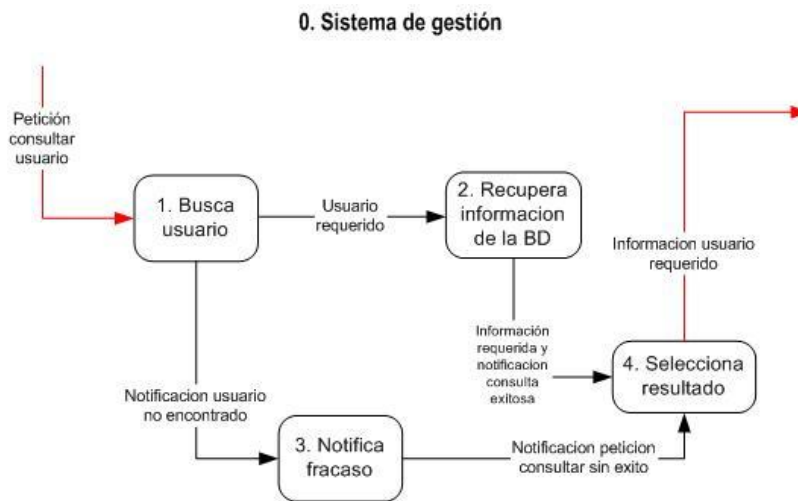 0. Sistema de gestión
Petición
consultar
usuario
1. Busca
usuario
Usuario
requerido
2. Recupera
informacion
de la BD
Informacion usuario
requerido
Información
requerida y
notificacion
consulta
exitosa
4. Selecciona
resultado
Notificacion usuario
no encontrado
3. Notifica
fracaso
Notificacion peticion
consultar sin exito